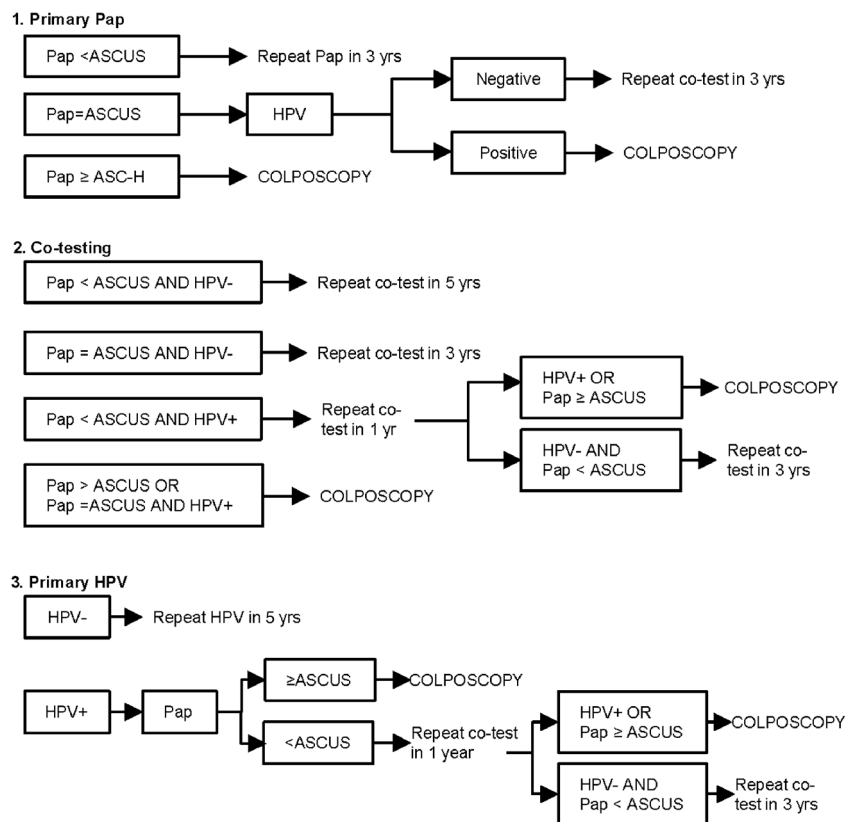 1. Primary Pap
Pap <ASCUS
Repeat Pap in 3 yrs
Negative
Repeat co-test in 3 yrs
Pap=ASCUS
HPV
Positive
COLPOSCOPY
Pap ≥ ASC-H
COLPOSCOPY
2. Co-testing
Pap < ASCUS AND HPV-
Repeat co-test in 5 yrs
Pap = ASCUS AND HPV-
Repeat co-test in 3 yrs
Pap < ASCUS AND HPV+
Repeat co-
test in 1 yr
HPV+ OR
Pap ≥ ASCUS
COLPOSCOPY
HPV- AND
Pap < ASCUS
Repeat co-
test in 3 yrs
Pap > ASCUS OR
Pap =ASCUS AND HPV+
COLPOSCOPY
3. Primary HPV
HPV-
Repeat HPV in 5 yrs
HPV+
Pap
≥ASCUS
COLPOSCOPY
<ASCUS
Repeat co-test
in 1 year
HPV+ OR
Pap ≥ ASCUS
COLPOSCOPY
HPV- AND
Pap < ASCUS
Repeat co-
test in 3 yrs